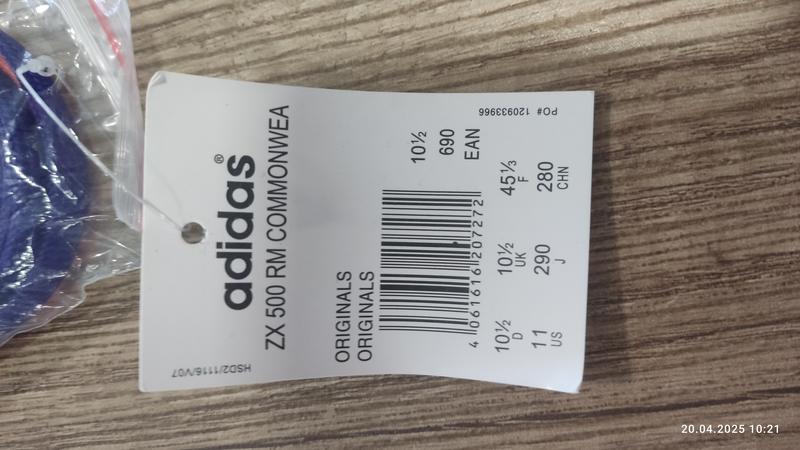 adidas®
ZX 500 RM COMMONWEA
ORIGINALS
ORIGINALS
10½
690
EAN
4 061616 207272
10½ 10½ 45⅓
D UK F
11 290 280
US J CHN
HSD2/1116/V07
PO# 120933966
20.04.2025 10:21